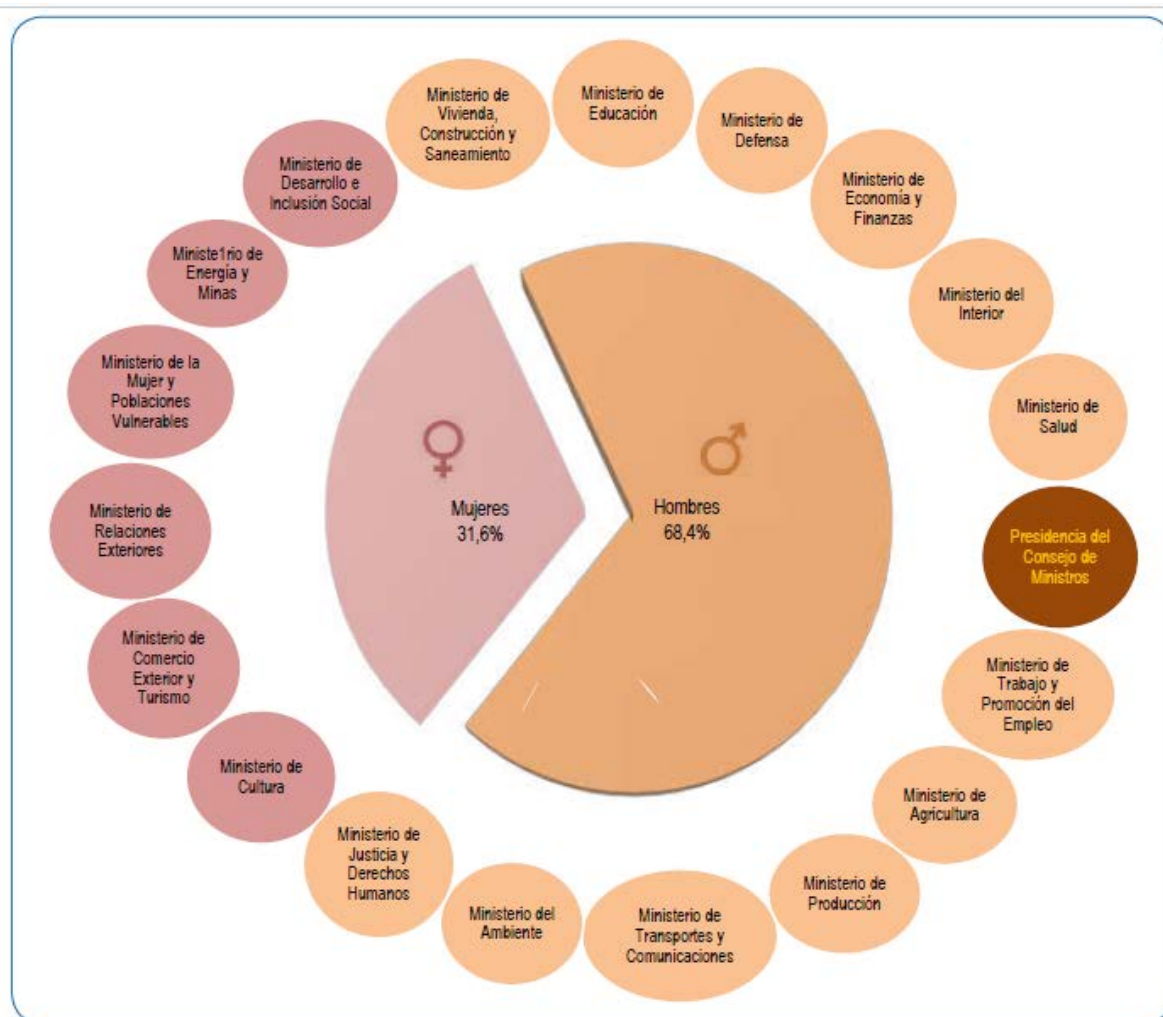 Ministerio de
Vivienda,
Construcción y
Saneamiento
Ministerio de
Educación
Ministerio de
Defensa
Ministerio de
Economía y
Finanzas
Ministerio del
Interior
Ministerio de
Salud
Presidencia del
Consejo de
Ministros
Ministerio de
Trabajo y
Promoción del
Empleo
Ministerio de
Agricultura
Ministerio de
Producción
Ministerio de
Transportes y
Comunicaciones
Ministerio del
Ambiente
Ministerio de
Justicia y
Derechos
Humanos
Ministerio de
Cultura
Ministerio de
Comercio
Exterior y
Turismo
Ministerio de
Relaciones
Exteriores
Ministerio de la
Mujer y
Poblaciones
Vulnerables
Ministe1rio de
Energía y
Minas
Ministerio de
Desarrollo e
Inclusión Social
Mujeres
31,6%
Hombres
68,4%